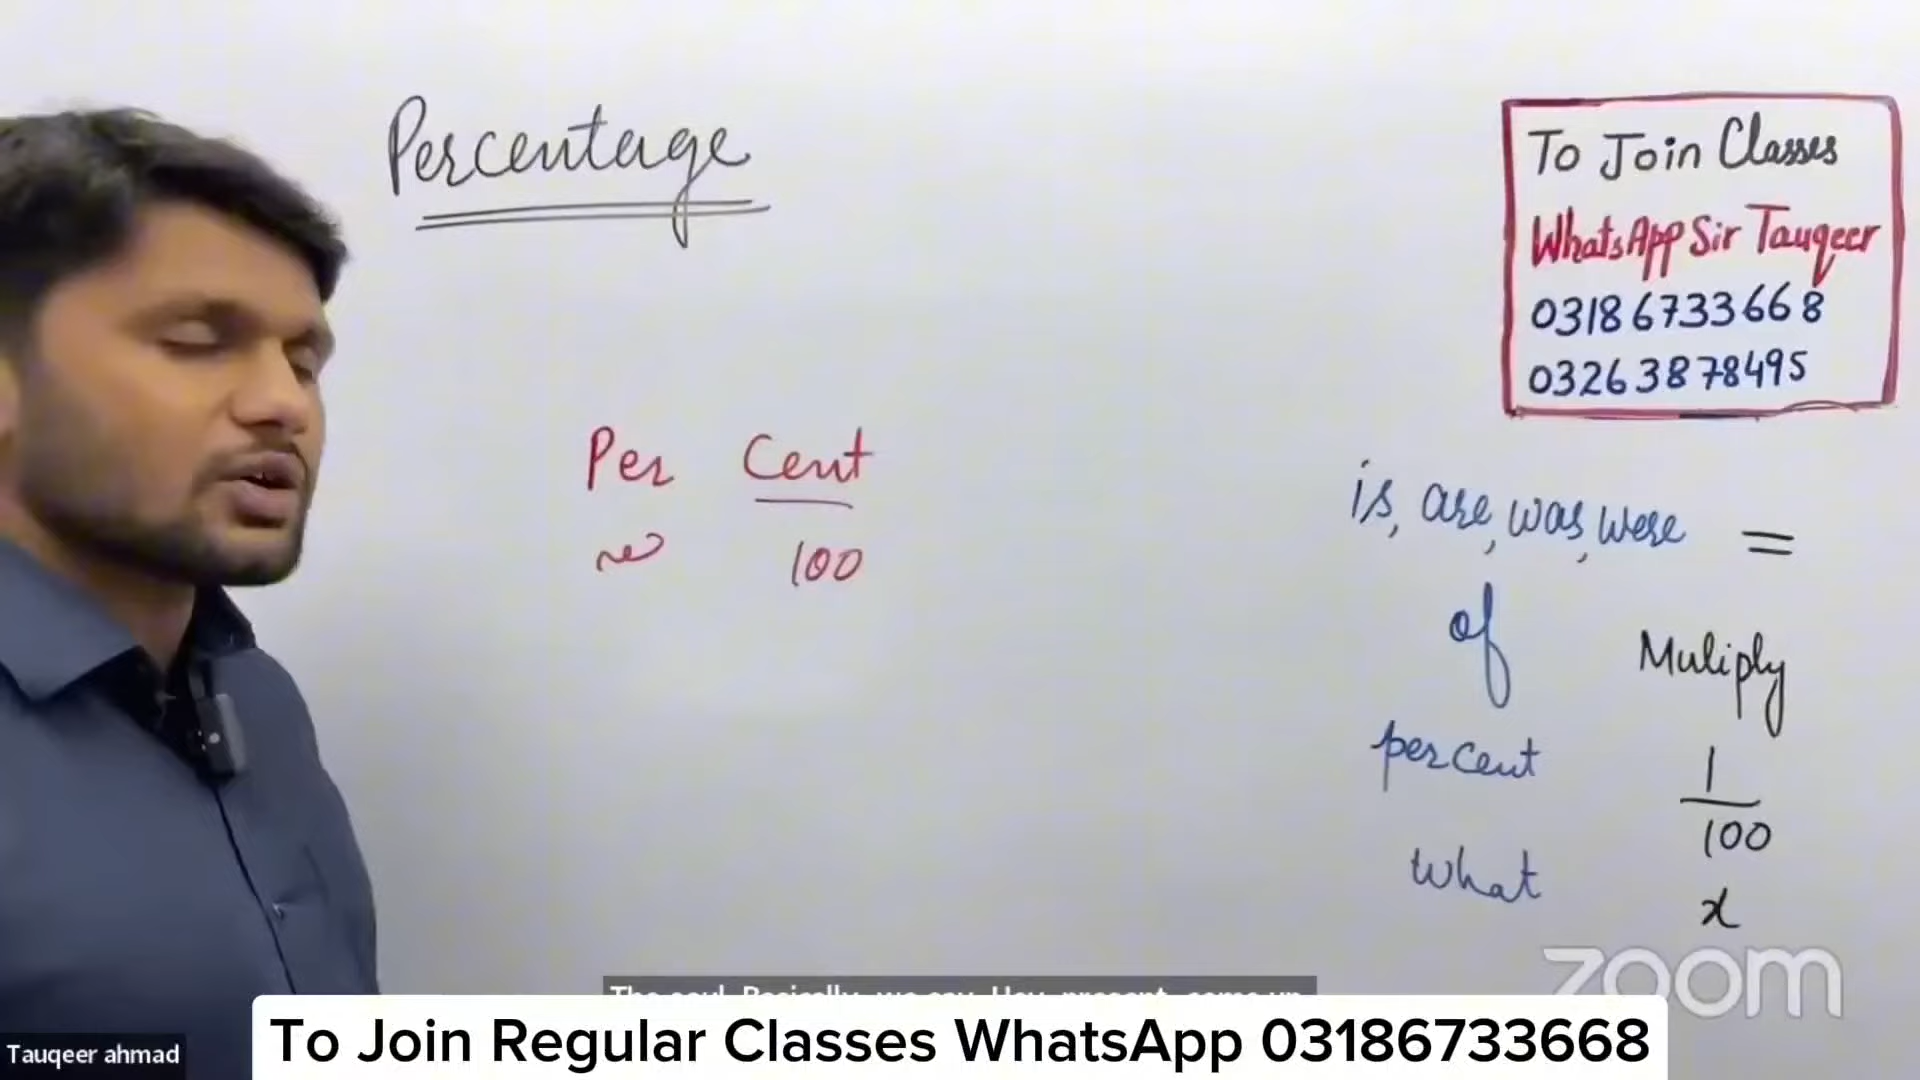 Percentage
To Join Classes
WhatsApp Sir Tauqeer
03186733668
03263878495
Per Cent
100
is, are, was, were =
of Muliply
percent 1/100
what x
zoom
To Join Regular Classes WhatsApp 03186733668
Tauqeer ahmad